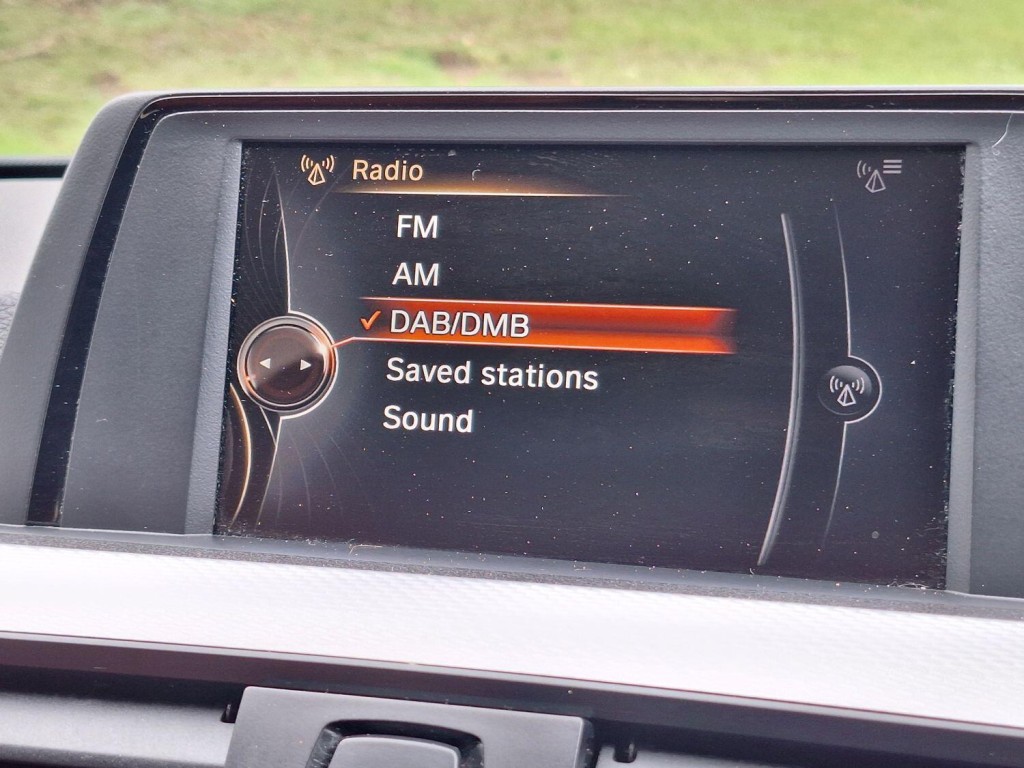 Radio
FM
AM
DAB/DMB
Saved stations
Sound